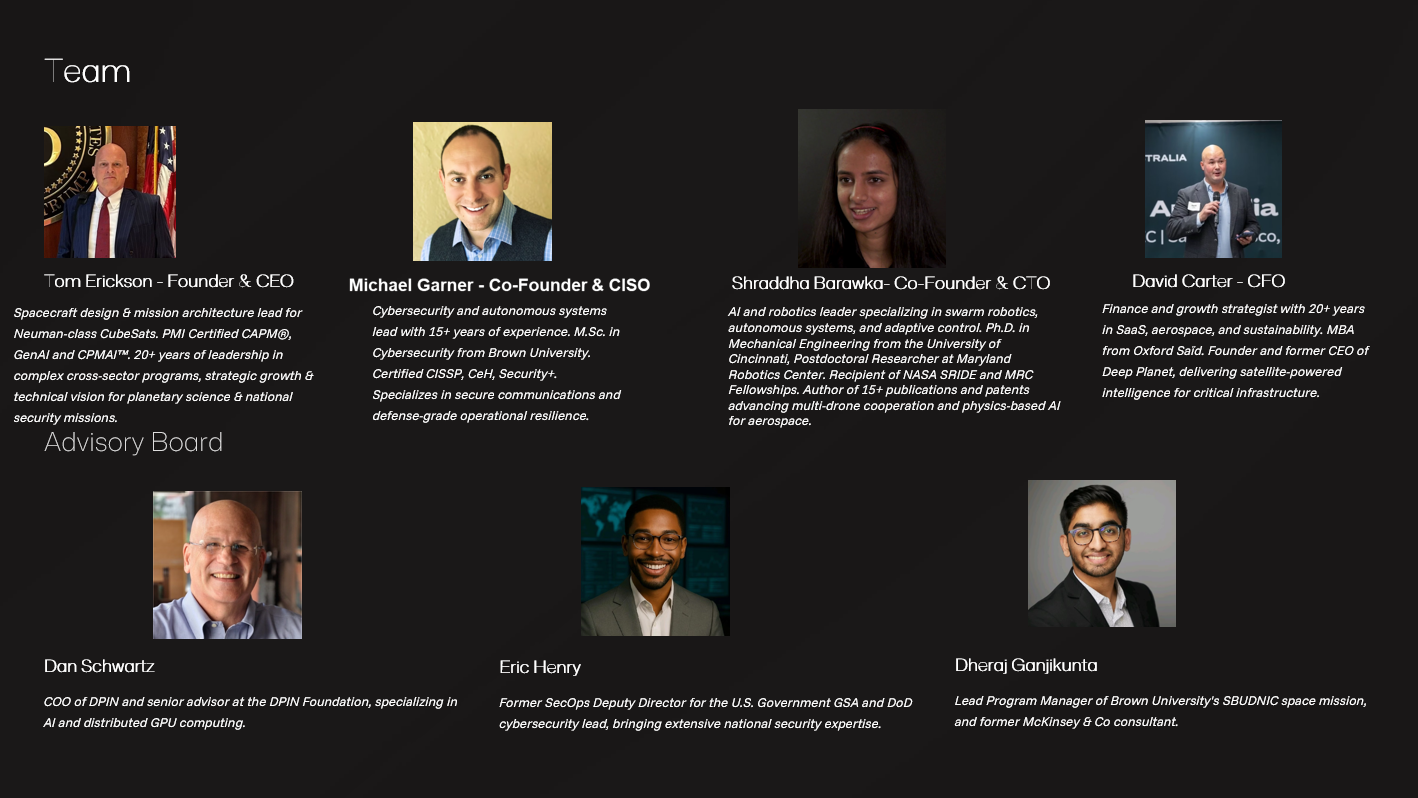 Team
TES
TRUMP
TRALIA
Tom Erickson - Founder & CEO
Spacecraft design & mission architecture lead for
Neuman-class CubeSats. PMI Certified CAPM®,
GenAI and CPMAI™. 20+ years of leadership in
complex cross-sector programs, strategic growth &
technical vision for planetary science & national
security missions.
Michael Garner - Co-Founder & CISO
Cybersecurity and autonomous systems
lead with 15+ years of experience. M.Sc. in
Cybersecurity from Brown University.
Certified CISSP, CeH, Security+.
Specializes in secure communications and
defense-grade operational resilience.
Shraddha Barawka- Co-Founder & CTO
AI and robotics leader specializing in swarm robotics,
autonomous systems, and adaptive control. Ph.D. in
Mechanical Engineering from the University of
Cincinnati, Postdoctoral Researcher at Maryland
Robotics Center. Recipient of NASA SRIDE and MRC
Fellowships. Author of 15+ publications and patents
advancing multi-drone cooperation and physics-based AI
for aerospace.
David Carter - CFO
Finance and growth strategist with 20+ years
in SaaS, aerospace, and sustainability. MBA
from Oxford Saïd. Founder and former CEO of
Deep Planet, delivering satellite-powered
intelligence for critical infrastructure.
Advisory Board
Dan Schwartz
COO of DPIN and senior advisor at the DPIN Foundation, specializing in
AI and distributed GPU computing.
Eric Henry
Former SecOps Deputy Director for the U.S. Government GSA and DoD
cybersecurity lead, bringing extensive national security expertise.
Dheraj Ganjikunta
Lead Program Manager of Brown University's SBUDNIC space mission,
and former McKinsey & Co consultant.